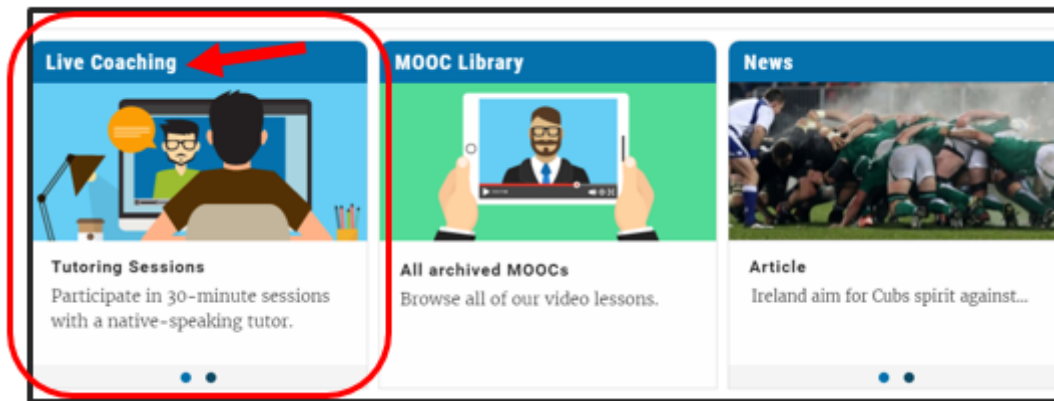 Live Coaching
Tutoring Sessions
Participate in 30-minute sessions
with a native-speaking tutor.
MOOC Library
All archived MOOCs
Browse all of our video lessons.
News
Article
Ireland aim for Cubs spirit against...